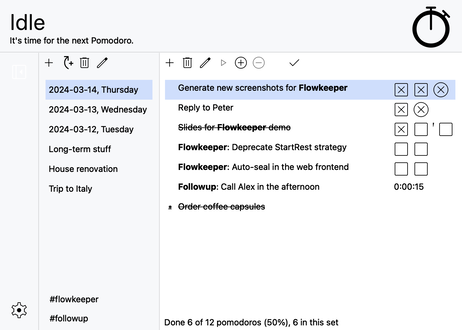 Idle
It's time for the next Pomodoro.
2024-03-14, Thursday
2024-03-13, Wednesday
2024-03-12, Tuesday
Long-term stuff
House renovation
Trip to Italy
#flowkeeper
#followup
Generate new screenshots for Flowkeeper
Reply to Peter
Slides for Flowkeeper demo
Flowkeeper: Deprecate StartRest strategy
Flowkeeper: Auto-seal in the web frontend
Followup: Call Alex in the afternoon 0:00:15
Order coffee capsules
Done 6 of 12 pomodoros (50%), 6 in this set